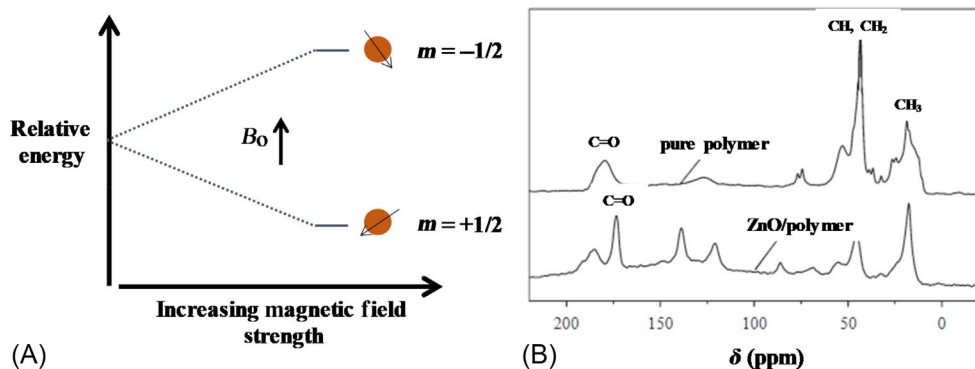 Relative
energy
B₀
m = –1/2
m = +1/2
Increasing magnetic field
strength
(A)
CH, CH₂
CH₃
C=O
pure polymer
C=O
ZnO/polymer
200
150
100
50
0
δ (ppm)
(B)